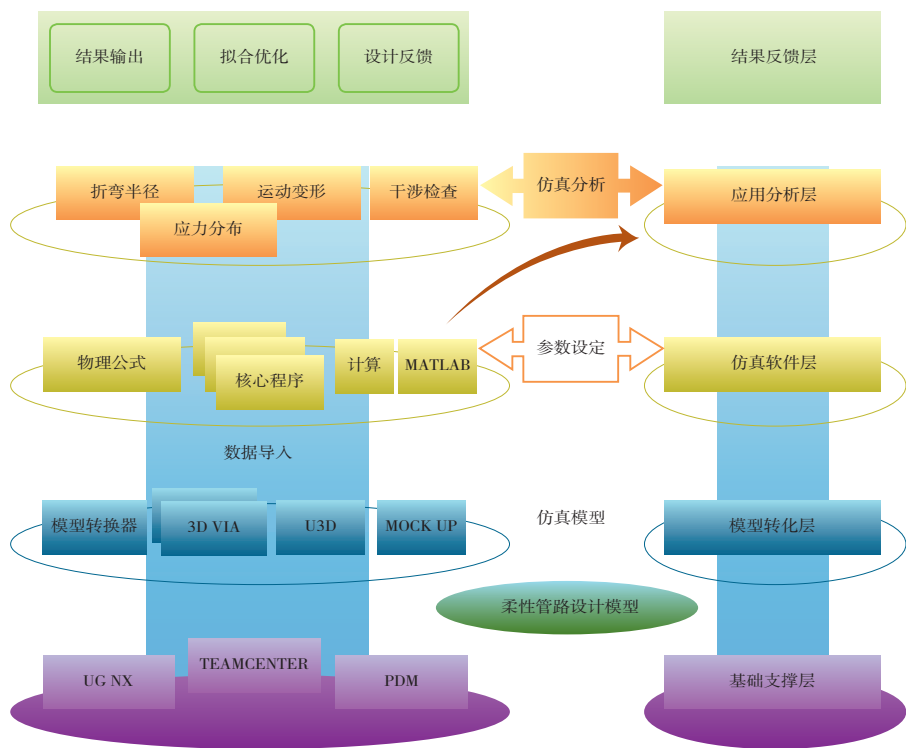 结果输出
拟合优化
设计反馈
结果反馈层
折弯半径
运动变形
干涉检查
仿真分析
应用分析层
应力分布
物理公式
核心程序
计算
MATLAB
参数设定
仿真软件层
数据导入
模型转换器
3D VIA
U3D
MOCK UP
仿真模型
模型转化层
柔性管路设计模型
UG NX
TEAMCENTER
PDM
基础支撑层